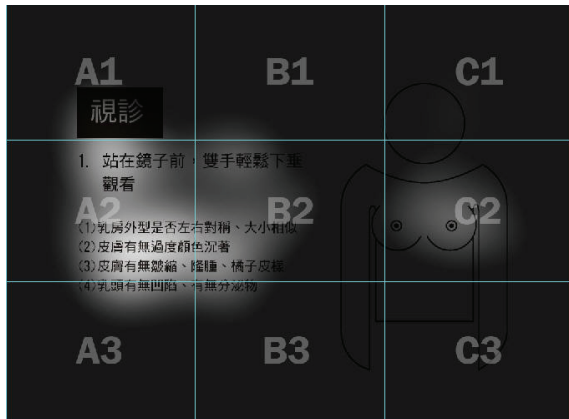 A1 B1 C1
視診
1. 站在鏡子前，雙手輕鬆下垂
觀看
A2 B2 C2
(1)乳房外型是否左右對稱、大小相似
(2)皮膚有無過度顏色沉著
(3)皮膚有無皺縮、隆腫、橘子皮樣
(4)乳頭有無凹陷、有無分泌物
A3 B3 C3